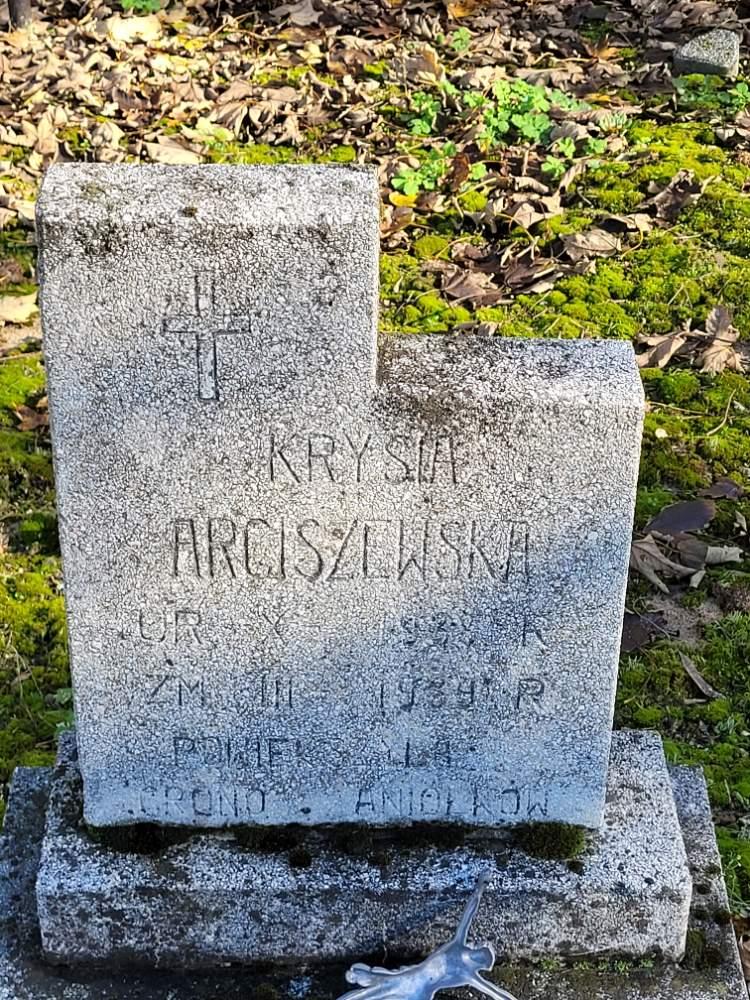 KRYSIA
ARCISZEWSKA
UR X R
ZM III 1939 R
GRONO ANIOŁKÓW